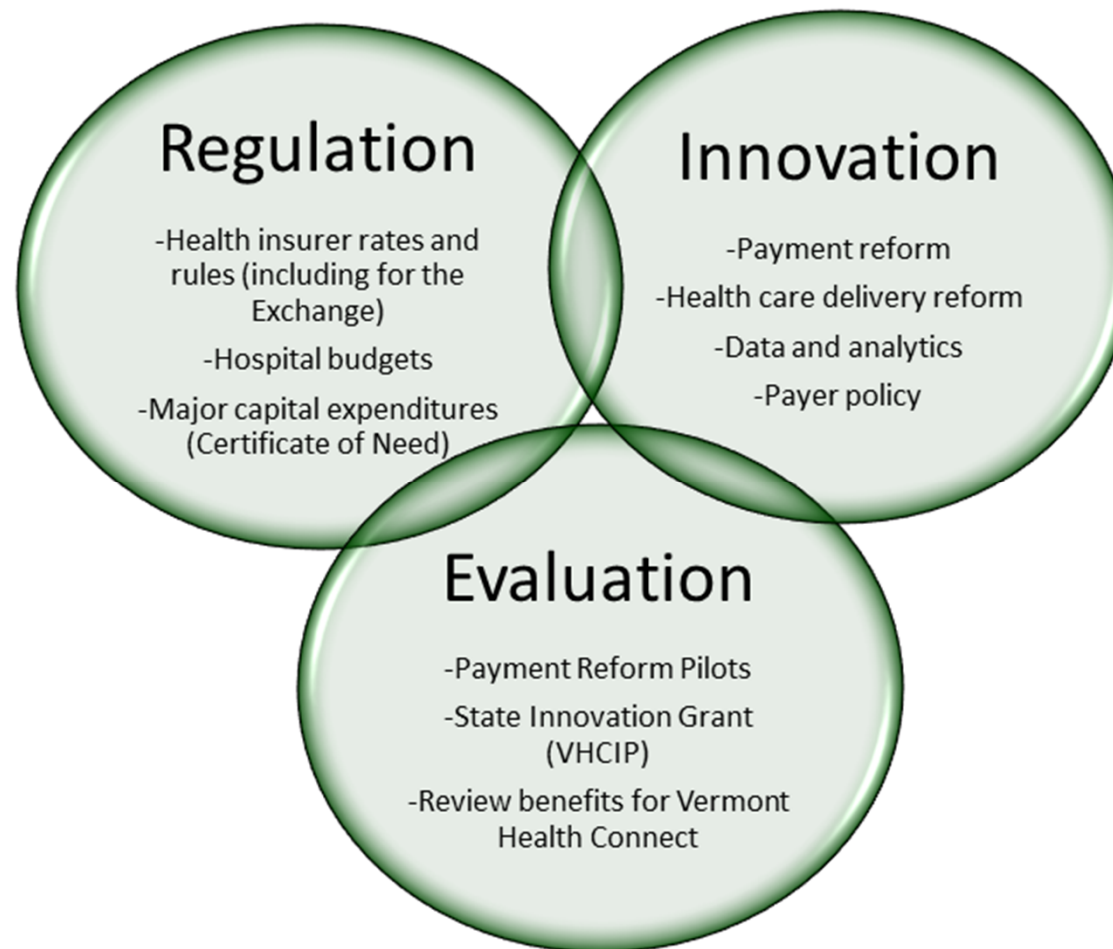 Regulation
-Health insurer rates and
rules (including for the
Exchange)
-Hospital budgets
-Major capital expenditures
(Certificate of Need)
Innovation
-Payment reform
-Health care delivery reform
-Data and analytics
-Payer policy
Evaluation
-Payment Reform Pilots
-State Innovation Grant
(VHCIP)
-Review benefits for Vermont
Health Connect